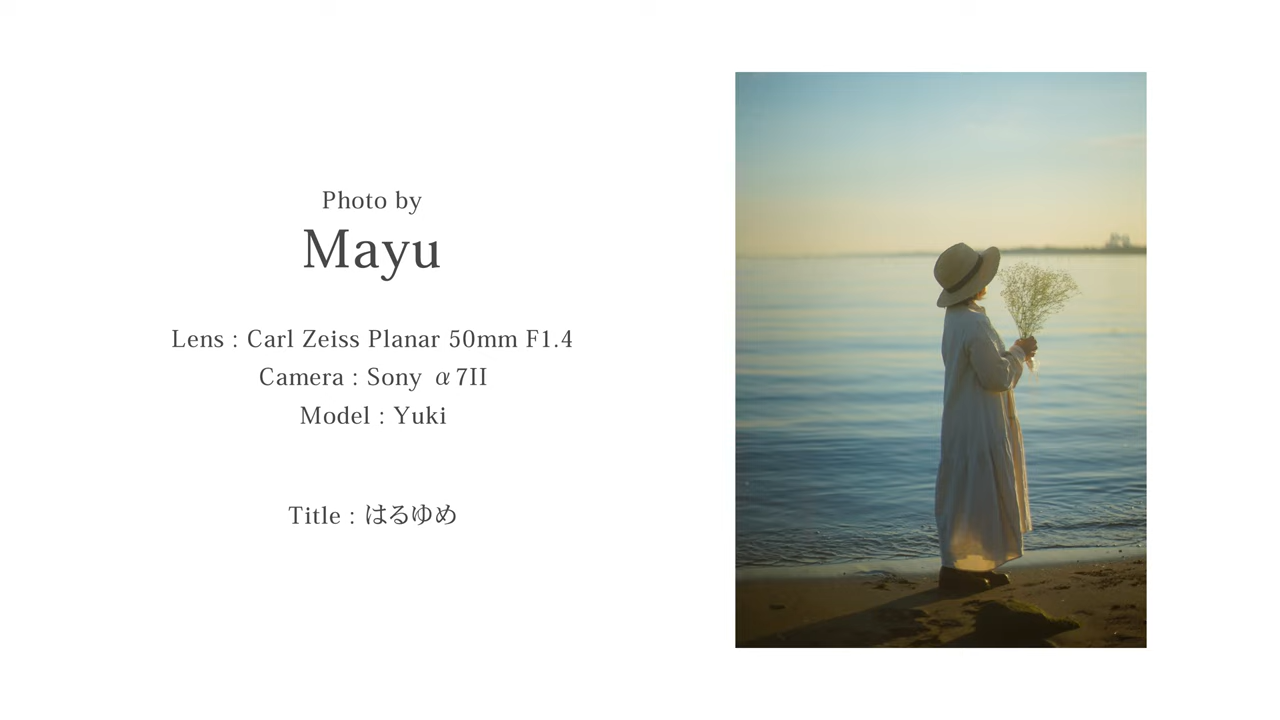 Photo by
Mayu
Lens : Carl Zeiss Planar 50mm F1.4
Camera : Sony α7II
Model : Yuki
Title : はるゆめ